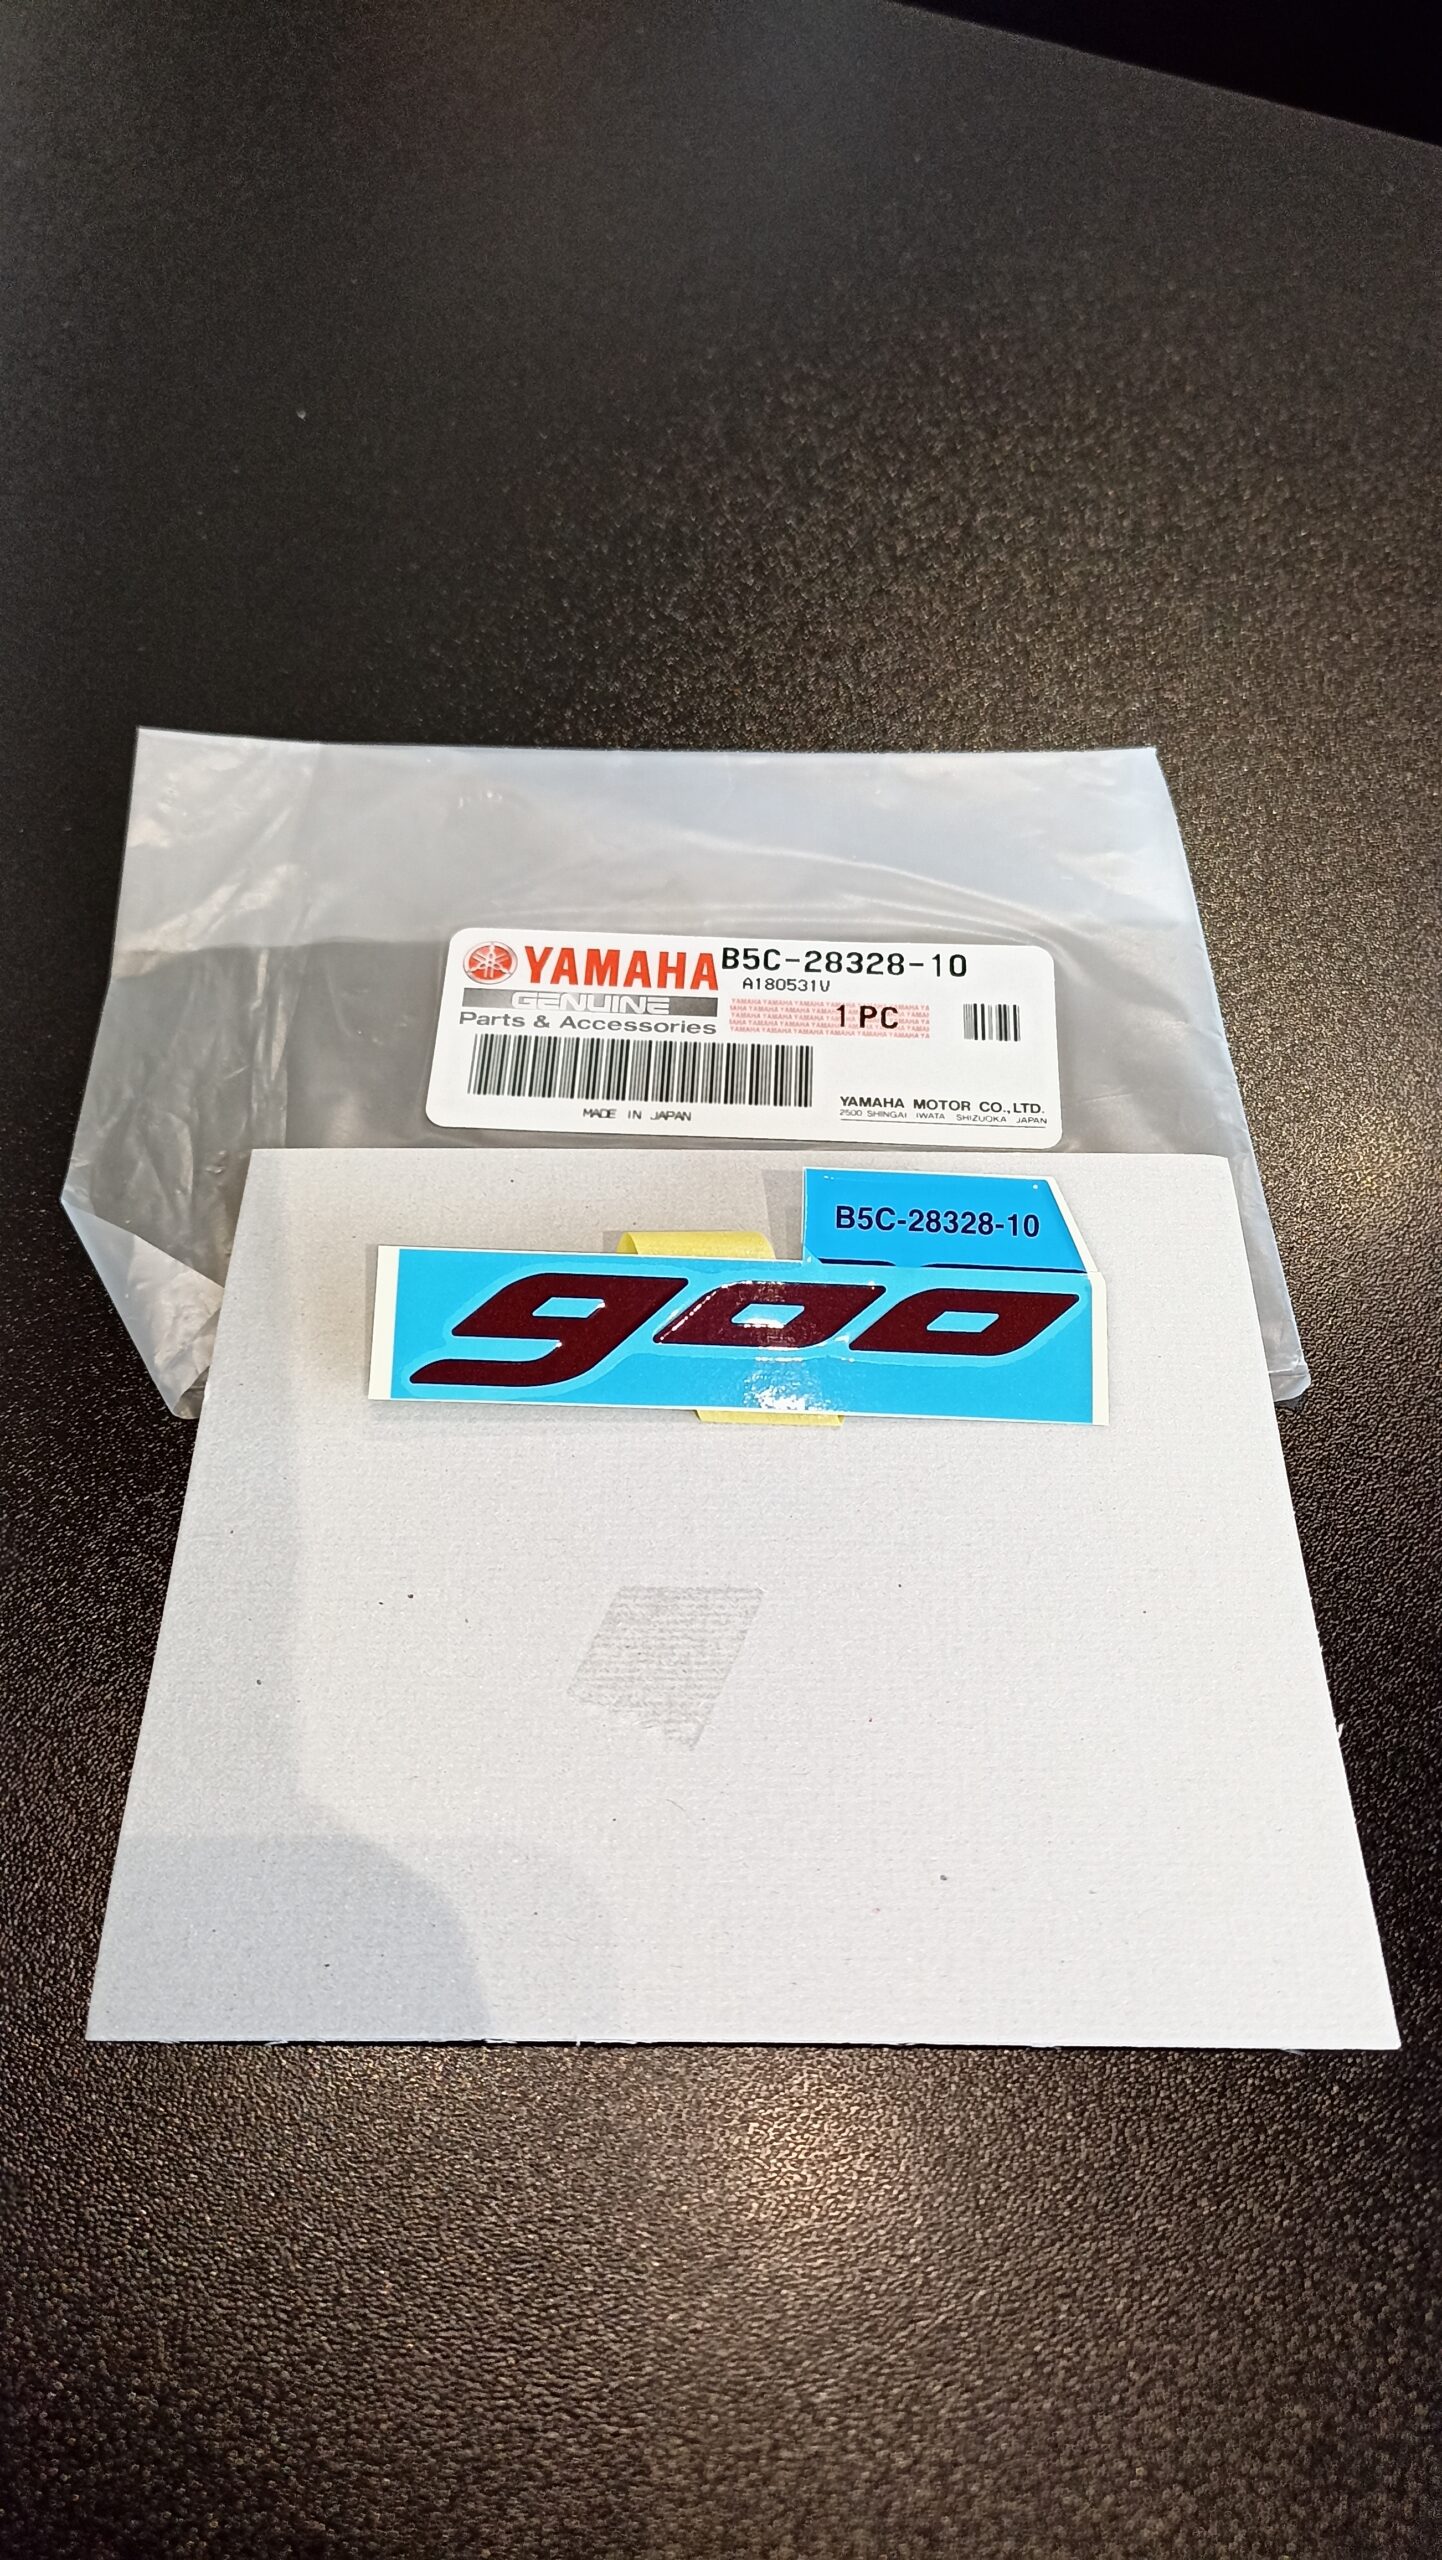 YAMAHA B5C-28328-10
A180531V
GENUINE
Parts & Accessories
1 PC
MADE IN JAPAN
YAMAHA MOTOR CO., LTD.
2500 SHINGAI IWATA SHIZUOKA JAPAN
B5C-28328-10
900